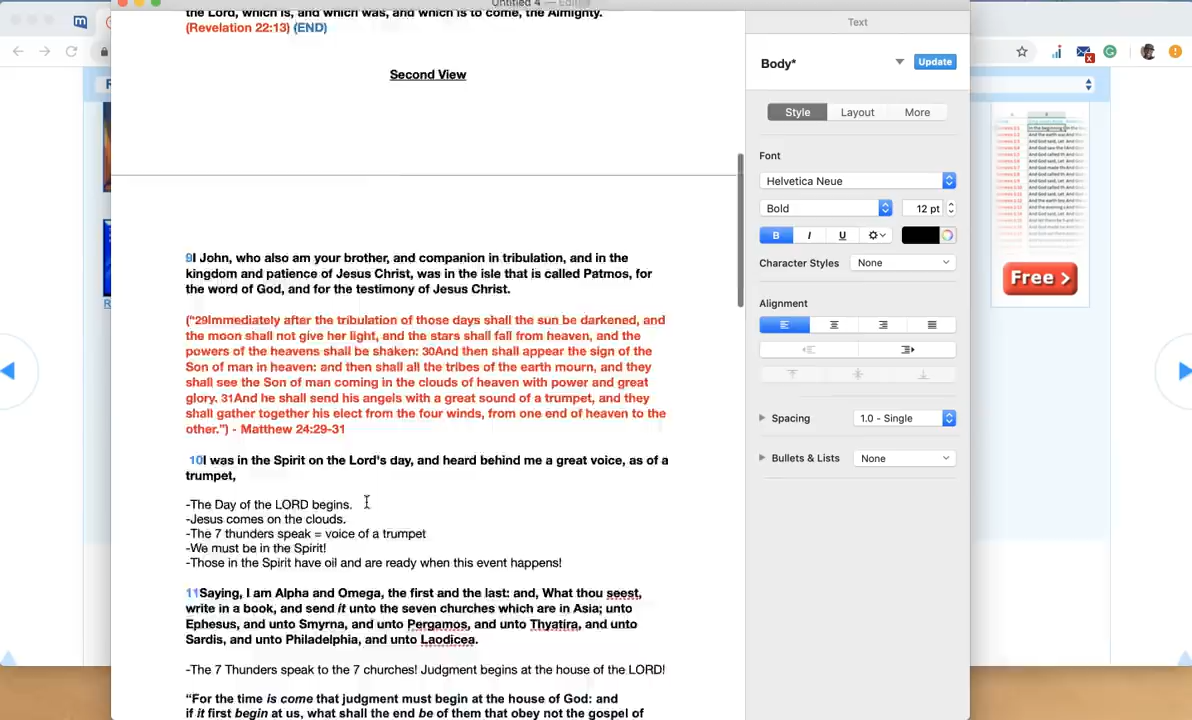 Untitled 4
the Lord, which is, and which was, and which is to come, the Almighty.
(Revelation 22:13) (END)
Second View
9I John, who also am your brother, and companion in tribulation, and in the
kingdom and patience of Jesus Christ, was in the isle that is called Patmos, for
the word of God, and for the testimony of Jesus Christ.
("29Immediately after the tribulation of those days shall the sun be darkened, and
the moon shall not give her light, and the stars shall fall from heaven, and the
powers of the heavens shall be shaken: 30And then shall appear the sign of the
Son of man in heaven: and then shall all the tribes of the earth mourn, and they
shall see the Son of man coming in the clouds of heaven with power and great
glory. 31And he shall send his angels with a great sound of a trumpet, and they
shall gather together his elect from the four winds, from one end of heaven to the
other.") - Matthew 24:29-31
10I was in the Spirit on the Lord's day, and heard behind me a great voice, as of a
trumpet,
-The Day of the LORD begins.
-Jesus comes on the clouds.
-The 7 thunders speak = voice of a trumpet
-We must be in the Spirit!
-Those in the Spirit have oil and are ready when this event happens!
11Saying, I am Alpha and Omega, the first and the last: and, What thou seest,
write in a book, and send it unto the seven churches which are in Asia; unto
Ephesus, and unto Smyrna, and unto Pergamos, and unto Thyatira, and unto
Sardis, and unto Philadelphia, and unto Laodicea.
-The 7 Thunders speak to the 7 churches! Judgment begins at the house of the LORD!
"For the time is come that judgment must begin at the house of God: and
if it first begin at us, what shall the end be of them that obey not the gospel of
Text
Body*
Update
Style
Layout
More
Font
Helvetica Neue
Bold
12 pt
B
I
U
Character Styles
None
Alignment
Spacing
1.0 - Single
Bullets & Lists
None
Free >